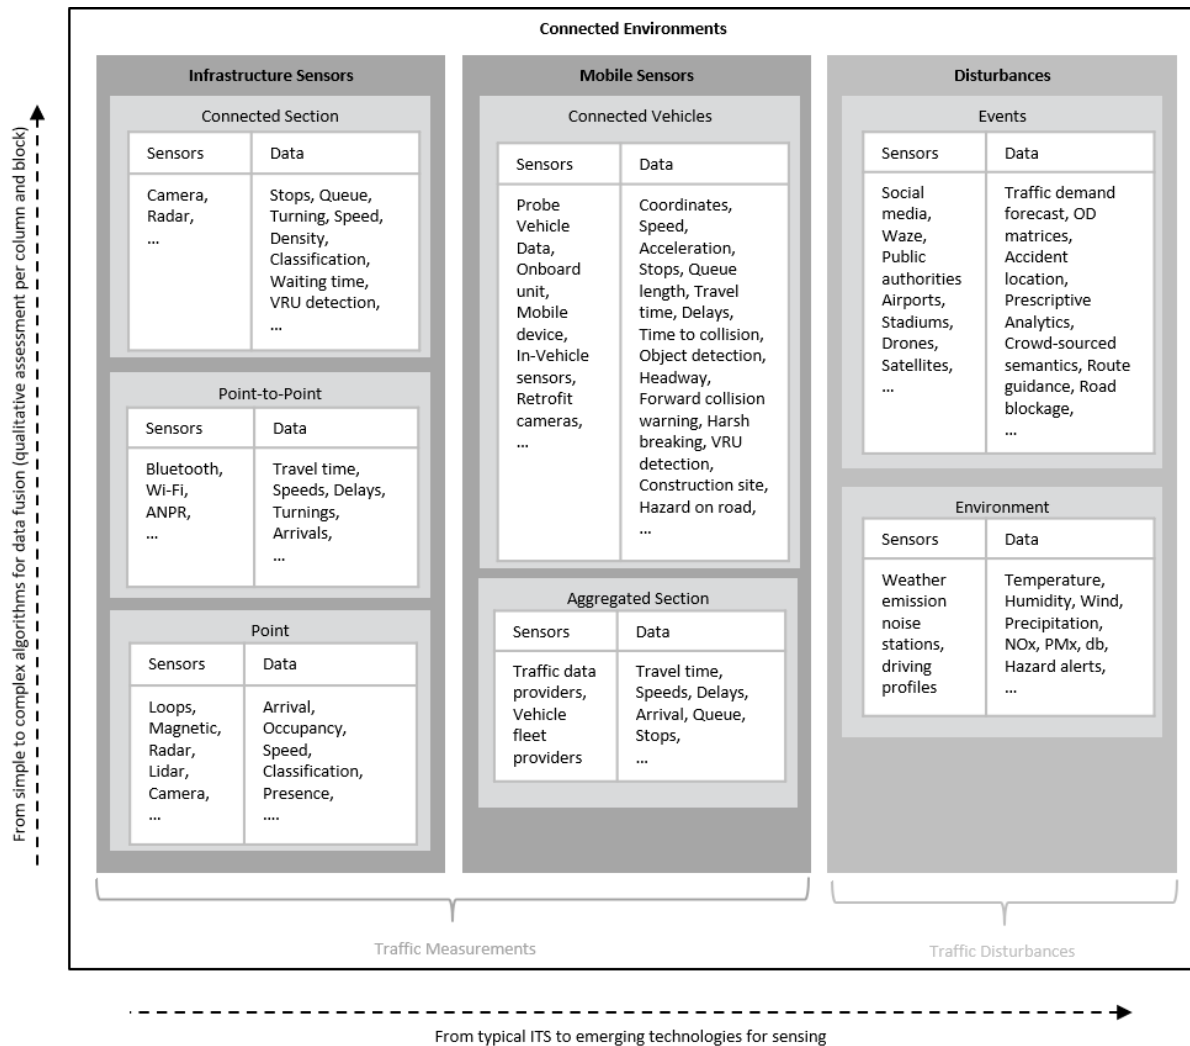 Connected Environments
From simple to complex algorithms for data fusion (qualitative assessment per column and block)
Infrastructure Sensors
Connected Section
Sensors
Data
Camera,
Radar,
...
Stops, Queue,
Turning, Speed,
Density,
Classification,
Waiting time,
VRU detection,
...
Point-to-Point
Sensors
Data
Bluetooth,
Wi-Fi,
ANPR,
...
Travel time,
Speeds, Delays,
Turnings,
Arrivals,
...
Point
Sensors
Data
Loops,
Magnetic,
Radar,
Lidar,
Camera,
...
Arrival,
Occupancy,
Speed,
Classification,
Presence,
....
Mobile Sensors
Connected Vehicles
Sensors
Data
Probe
Vehicle
Data,
Onboard
unit,
Mobile
device,
In-Vehicle
sensors,
Retrofit
cameras,
...
Coordinates,
Speed,
Acceleration,
Stops, Queue
length, Travel
time, Delays,
Time to collision,
Object detection,
Headway,
Forward collision
warning, Harsh
breaking, VRU
detection,
Construction site,
Hazard on road,
...
Aggregated Section
Sensors
Data
Traffic data
providers,
Vehicle
fleet
providers
Travel time,
Speeds, Delays,
Arrival, Queue,
Stops,
...
Disturbances
Events
Sensors
Data
Social
media,
Waze,
Public
authorities
Airports,
Stadiums,
Drones,
Satellites,
...
Traffic demand
forecast, OD
matrices,
Accident
location,
Prescriptive
Analytics,
Crowd-sourced
semantics, Route
guidance, Road
blockage,
...
Environment
Sensors
Data
Weather
emission
noise
stations,
driving
profiles
Temperature,
Humidity, Wind,
Precipitation,
NOx, PMx, db,
Hazard alerts,
...
Traffic Measurements
Traffic Disturbances
From typical ITS to emerging technologies for sensing